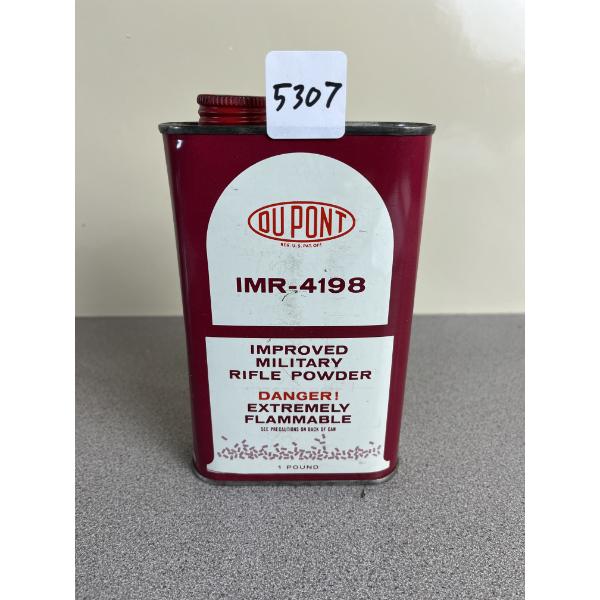 5307
DU PONT
REG. U.S. PAT. OFF.
IMR-4198
IMPROVED
MILITARY
RIFLE POWDER
DANGER!
EXTREMELY
FLAMMABLE
SEE PRECAUTIONS ON BACK OF CAN
1 POUND